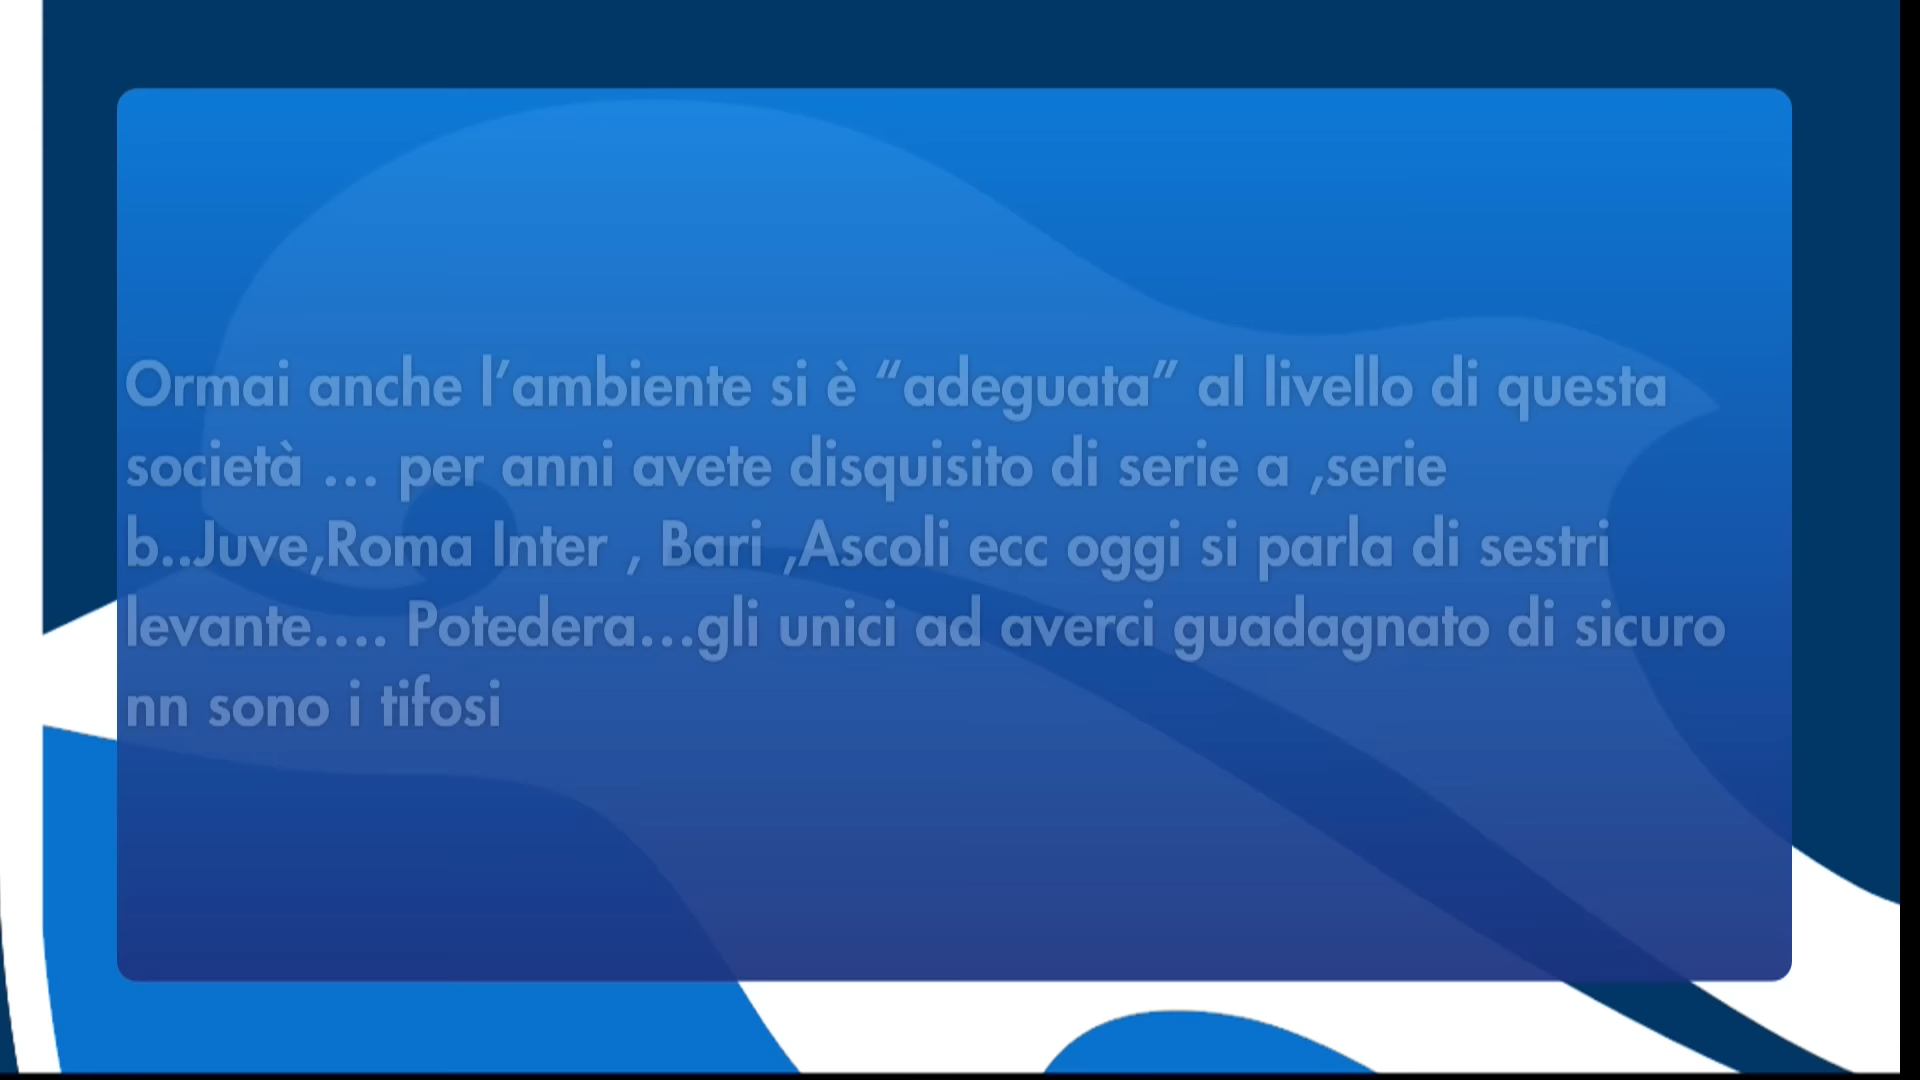 Ormai anche l’ambiente si è “adeguata” al livello di questa
società ... per anni avete disquisito di serie a ,serie
b..Juve,Roma Inter , Bari ,Ascoli ecc oggi si parla di sestri
levante.... Potedera...gli unici ad averci guadagnato di sicuro
nn sono i tifosi